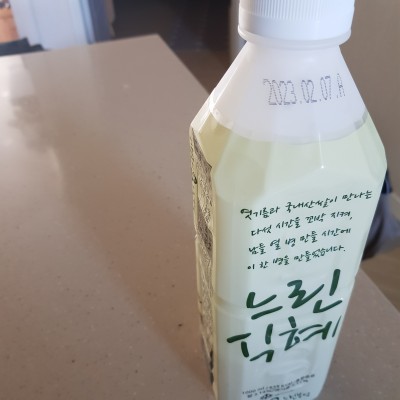 2023.02.07.A
엿기름과 국내산쌀이 만나는
다섯 시간을 꼬박 지켜,
남들 열 병 만들 시간에
이 한 병을 만들었습니다.
느린
식혜